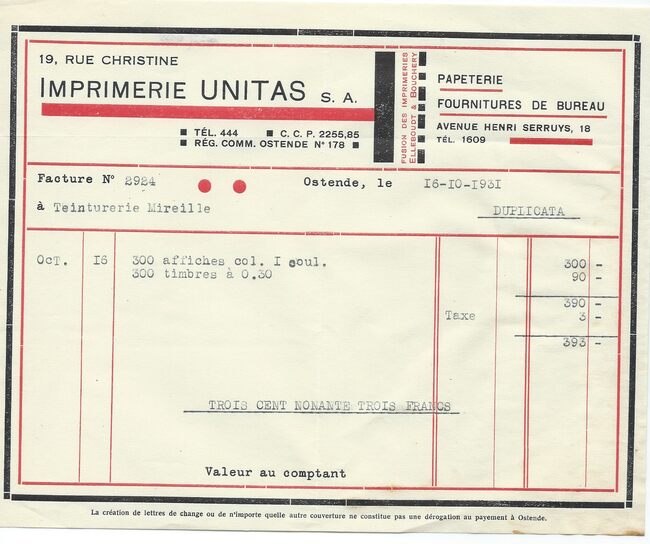 19, RUE CHRISTINE
IMPRIMERIE UNITAS S. A.
TÉL. 444 C. C. P. 2255,85
RÉG. COMM. OSTENDE N° 178
FUSION DES IMPRIMERIES
ELLEBOUDT & BOUCHERY
PAPETERIE
FOURNITURES DE BUREAU
AVENUE HENRI SERRUYS, 18
TÉL. 1609
Facture N° 2924 Ostende, le 16-10-1931
à Teinturerie Mireille DUPLICATA
OcT. 16 300 affiches col. I coul. 300 -
300 timbres à 0.30 90 -
390 -
Taxe 3 -
393 -
TROIS CENT NONANTE TROIS FRANCS
Valeur au comptant
La création de lettres de change ou de n'importe quelle autre couverture ne constitue pas une dérogation au payement à Ostende.